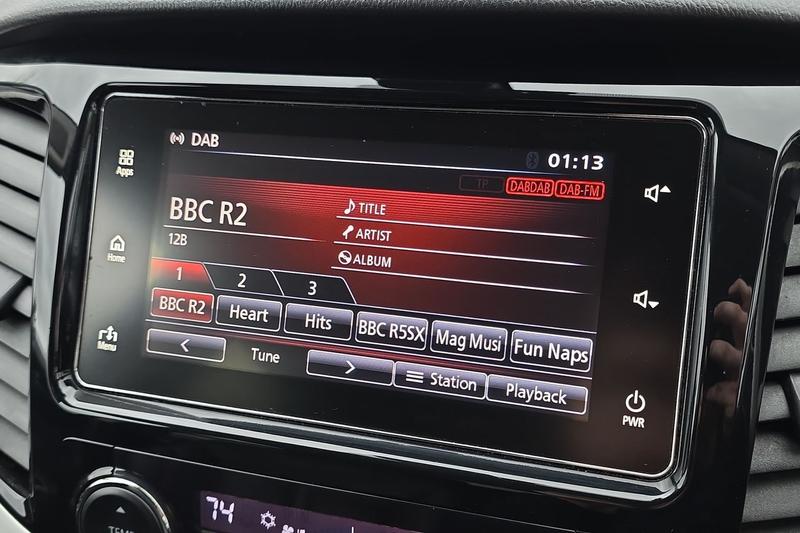 DAB
01:13
Apps
TP
DABDAB
DAB-FM
BBC R2
TITLE
12B
ARTIST
ALBUM
Home
1
2
3
BBC R2
Heart
Hits
BBC R5SX
Mag Musi
Fun Naps
Menu
<
Tune
>
Station
Playback
PWR
74
TEMP